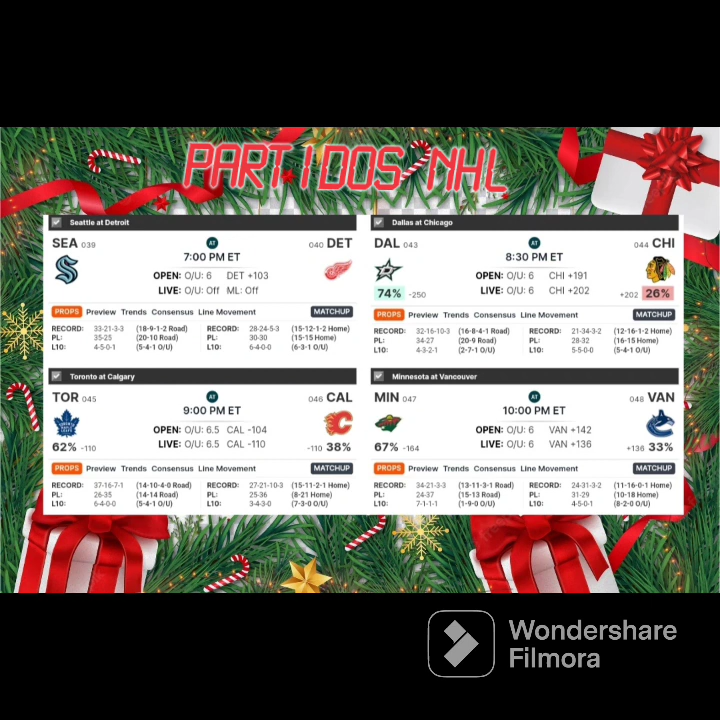 PARTIDOS NHL
Seattle at Detroit
SEA 039
AT
040 DET
7:00 PM ET
OPEN: O/U: 6 DET +103
LIVE: O/U: Off ML: Off
PROPS Preview Trends Consensus Line Movement MATCHUP
RECORD: 33-21-3-3 (18-9-1-2 Road) RECORD: 28-24-5-3 (15-12-1-2 Home)
PL: 35-25 (20-10 Road) PL: 30-30 (15-15 Home)
L10: 4-5-0-1 (5-4-1 O/U) L10: 6-4-0-0 (6-3-1 O/U)
Dallas at Chicago
DAL 043
AT
044 CHI
8:30 PM ET
OPEN: O/U: 6 CHI +191
LIVE: O/U: 6 CHI +202
74% -250 +202 26%
PROPS Preview Trends Consensus Line Movement MATCHUP
RECORD: 32-16-10-3 (16-8-4-1 Road) RECORD: 21-34-3-2 (12-16-1-2 Home)
PL: 34-27 (20-9 Road) PL: 28-32 (16-15 Home)
L10: 4-3-2-1 (2-7-1 O/U) L10: 5-5-0-0 (5-4-1 O/U)
Toronto at Calgary
TOR 045
AT
046 CAL
9:00 PM ET
OPEN: O/U: 6.5 CAL -104
LIVE: O/U: 6.5 CAL -110
62% -110 -110 38%
PROPS Preview Trends Consensus Line Movement MATCHUP
RECORD: 37-16-7-1 (14-10-4-0 Road) RECORD: 27-21-10-3 (15-11-2-1 Home)
PL: 26-35 (14-14 Road) PL: 25-36 (8-21 Home)
L10: 6-4-0-0 (5-4-1 O/U) L10: 3-4-3-0 (7-3-0 O/U)
Minnesota at Vancouver
MIN 047
AT
048 VAN
10:00 PM ET
OPEN: O/U: 6 VAN +142
LIVE: O/U: 6 VAN +136
67% -164 +136 33%
PROPS Preview Trends Consensus Line Movement MATCHUP
RECORD: 34-21-3-3 (13-11-3-1 Road) RECORD: 24-31-3-2 (11-16-0-1 Home)
PL: 24-37 (15-13 Road) PL: 31-29 (10-18 Home)
L10: 7-1-1-1 (1-9-0 O/U) L10: 4-5-0-1 (8-2-0 O/U)
Wondershare
Filmora